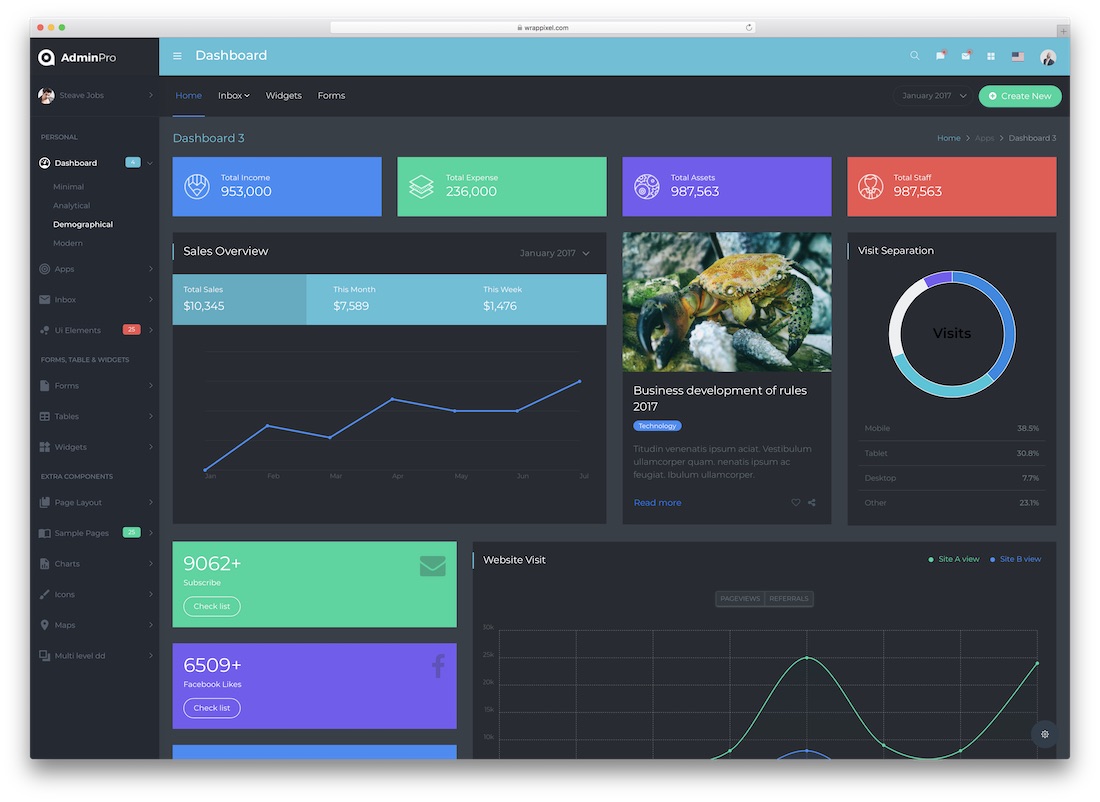 wrappixel.com
AdminPro
Dashboard
Steave Jobs
Home
Inbox
Widgets
Forms
January 2017
Create New
PERSONAL
Dashboard
4
Minimal
Analytical
Demographical
Modern
Apps
Inbox
Ui Elements
25
FORMS, TABLE & WIDGETS
Forms
Tables
Widgets
EXTRA COMPONENTS
Page Layout
Sample Pages
25
Charts
Icons
Maps
Multi level dd
Dashboard 3
Home > Apps > Dashboard 3
Total Income
953,000
Total Expense
236,000
Total Assets
987,563
Total Staff
987,563
Sales Overview
January 2017
Total Sales
$10,345
This Month
$7,589
This Week
$1,476
Jan Feb Mar Apr May Jun Jul
Business development of rules
2017
Technology
Titudin venenatis ipsum aciat. Vestibulum
ullamcorper quam. nenatis ipsum ac
feugiat. Ibulum ullamcorper.
Read more
Visit Separation
Visits
Mobile 38.5%
Tablet 30.8%
Desktop 7.7%
Other 23.1%
9062+
Subscribe
Check list
6509+
Facebook Likes
Check list
Website Visit
Site A view
Site B view
PAGEVIEWS
REFERRALS
30k
25k
20k
15k
10k